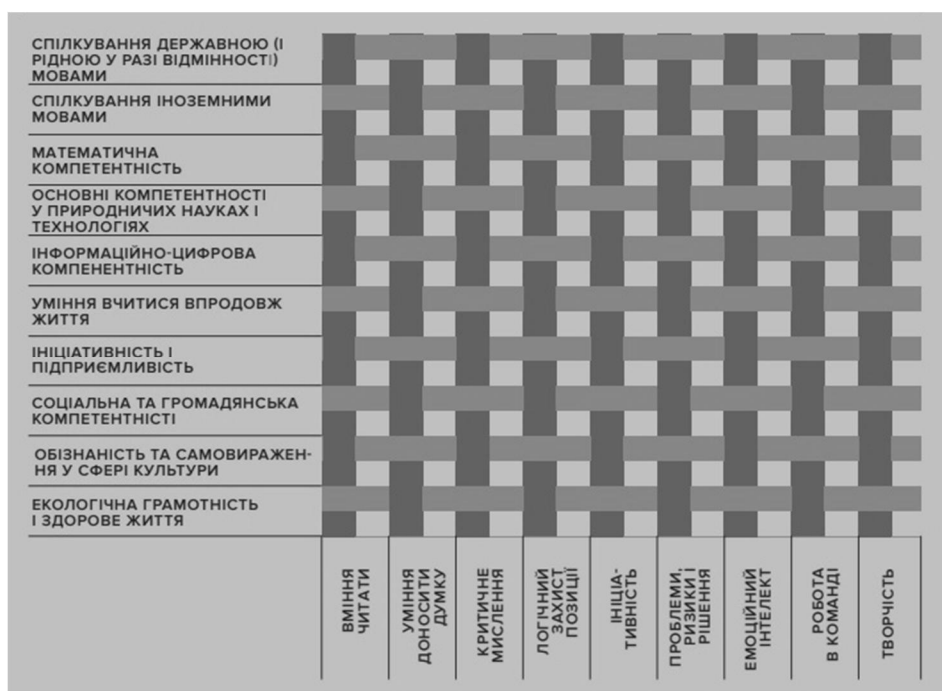 СПІЛКУВАННЯ ДЕРЖАВНОЮ (І
РІДНОЮ У РАЗІ ВІДМІННОСТІ)
МОВАМИ
СПІЛКУВАННЯ ІНОЗЕМНИМИ
МОВАМИ
МАТЕМАТИЧНА
КОМПЕТЕНТНІСТЬ
ОСНОВНІ КОМПЕТЕНТНОСТІ
У ПРИРОДНИЧИХ НАУКАХ І
ТЕХНОЛОГІЯХ
ІНФОРМАЦІЙНО-ЦИФРОВА
КОМПЕНЕНТНІСТЬ
УМІННЯ ВЧИТИСЯ ВПРОДОВЖ
ЖИТТЯ
ІНІЦІАТИВНІСТЬ І
ПІДПРИЄМЛИВІСТЬ
СОЦІАЛЬНА ТА ГРОМАДЯНСЬКА
КОМПЕТЕНТНІСТІ
ОБІЗНАНІСТЬ ТА САМОВИРАЖЕН-
НЯ У СФЕРІ КУЛЬТУРИ
ЕКОЛОГІЧНА ГРАМОТНІСТЬ
І ЗДОРОВЕ ЖИТТЯ
ВМІННЯ
ЧИТАТИ
УМІННЯ
ДОНОСИТИ
ДУМКУ
КРИТИЧНЕ
МИСЛЕННЯ
ЛОГІЧНИЙ
ЗАХИСТ
ПОЗИЦІЇ
ІНІЦІА-
ТИВНІСТЬ
ПРОБЛЕМИ,
РИЗИКИ І
РІШЕННЯ
ЕМОЦІЙНИЙ
ІНТЕЛЕКТ
РОБОТА
В КОМАНДІ
ТВОРЧІСТЬ